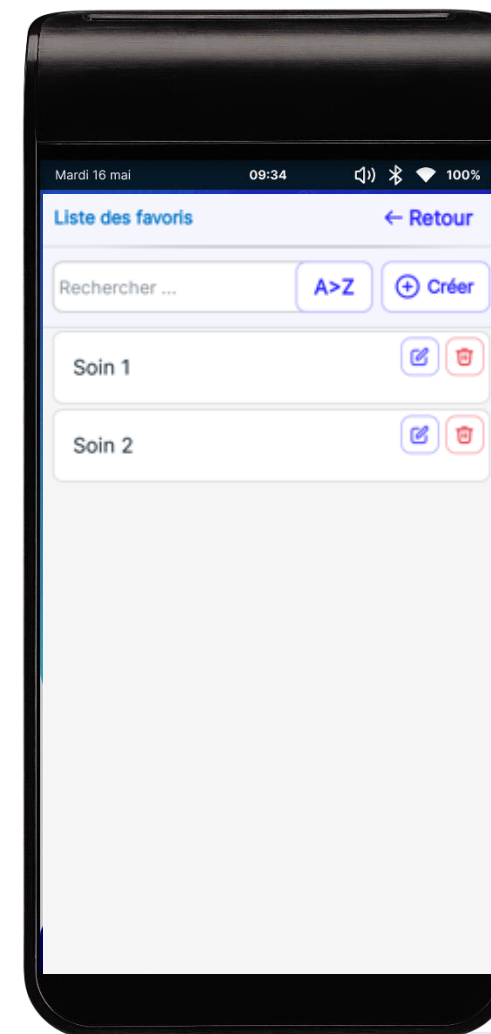 Mardi 16 mai 09:34 100%
Liste des favoris ← Retour
Rechercher ... A>Z Créer
Soin 1
Soin 2